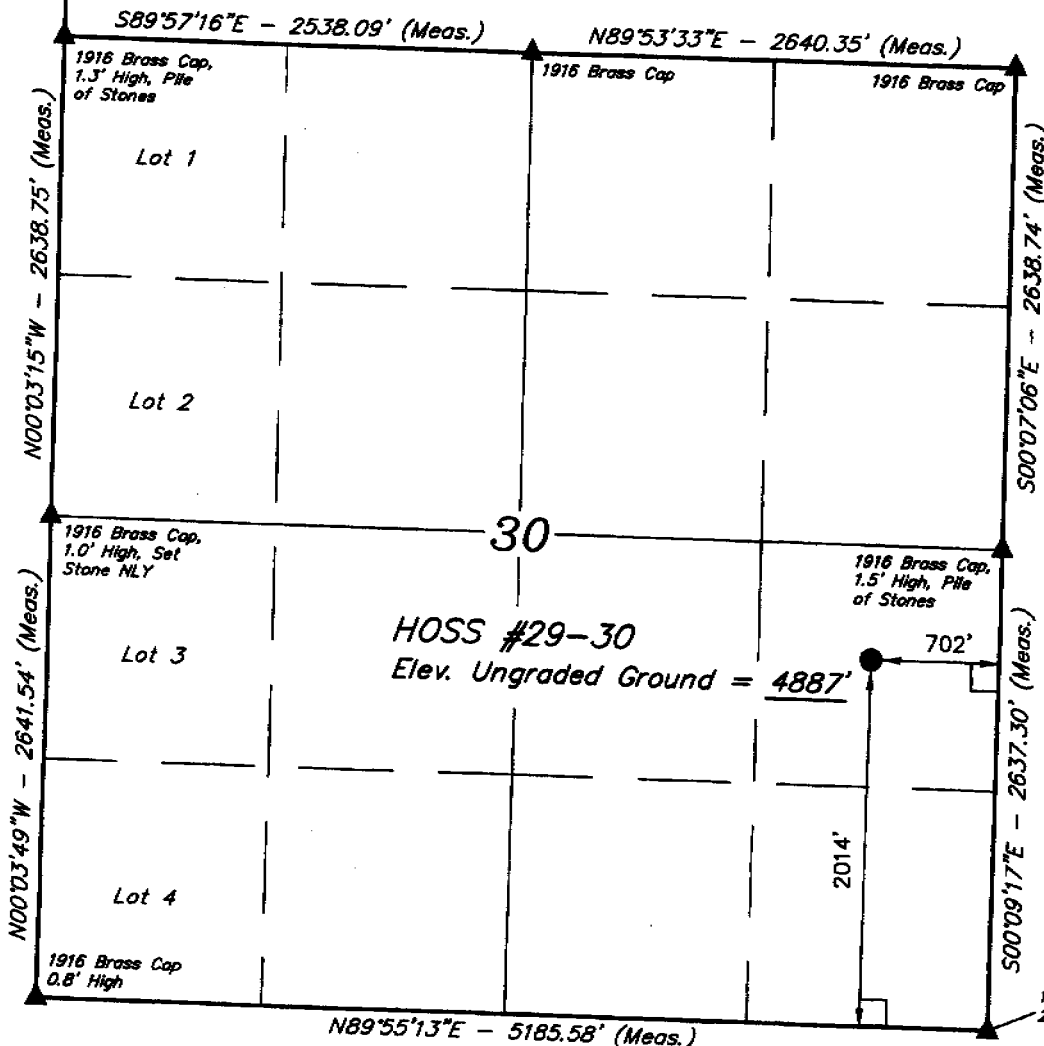 S89°57'16"E - 2538.09' (Meas.)
N89°53'33"E - 2640.35' (Meas.)
1916 Brass Cap,
1.3' High, Pile
of Stones
1916 Brass Cap
1916 Brass Cap
Lot 1
N00°03'15"W - 2638.75' (Meas.)
S00°07'06"E - 2638.74' (Meas.)
Lot 2
30
1916 Brass Cap,
1.0' High, Set
Stone NLY
1916 Brass Cap,
1.5' High, Pile
of Stones
HOSS #29-30
Elev. Ungraded Ground = 4887'
702'
Lot 3
N00°03'49"W - 2641.54' (Meas.)
S00°09'17"E - 2637.30' (Meas.)
2014'
Lot 4
1916 Brass Cap
0.8' High
N89°55'13"E - 5185.58' (Meas.)